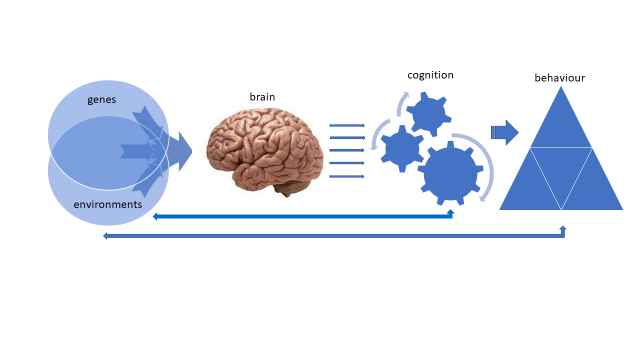 genes
environments
brain
cognition
behaviour